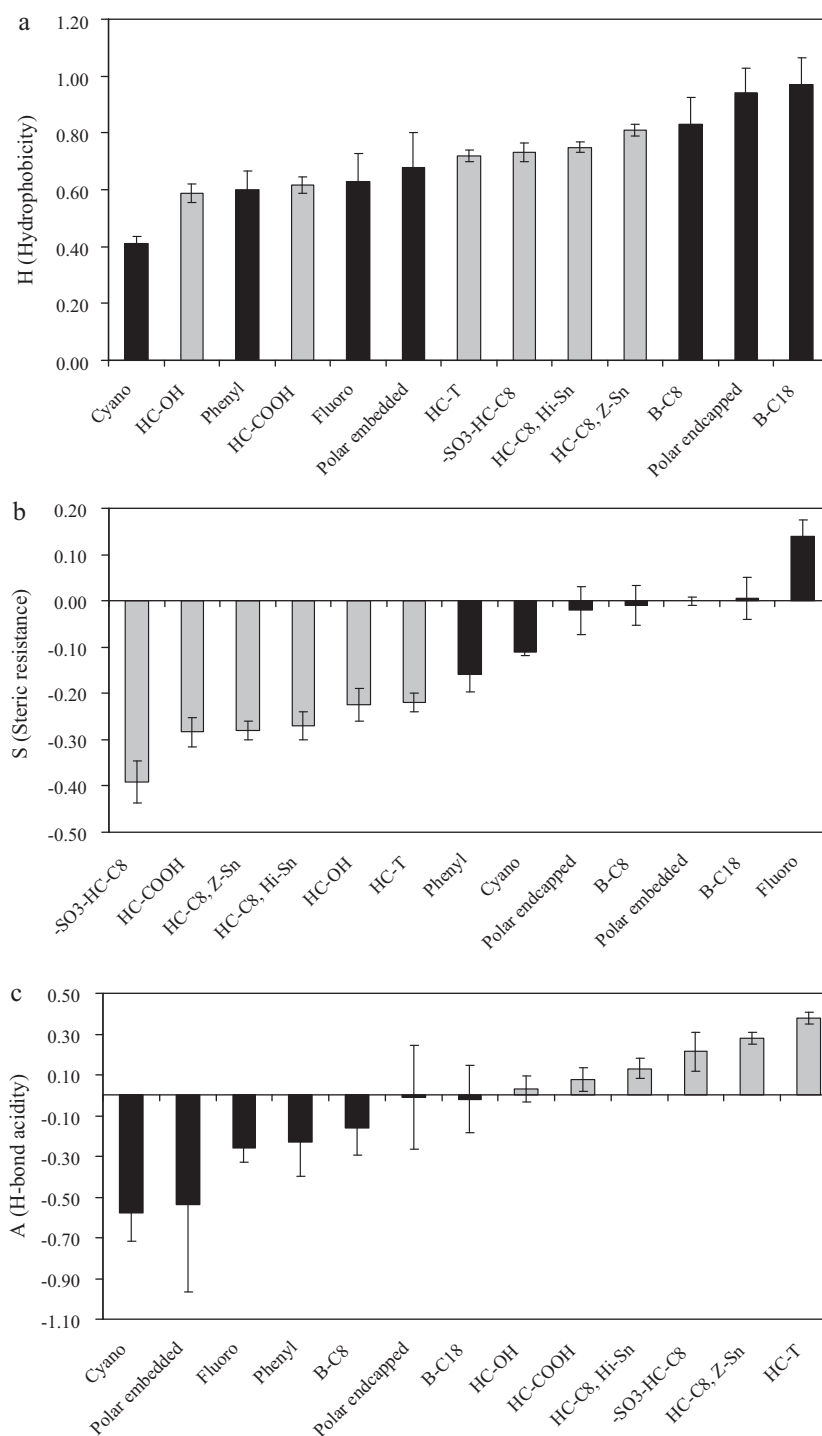 a
H (Hydrophobicity)
1.20
1.00
0.80
0.60
0.40
0.20
0.00
Cyano
HC-OH
Phenyl
HC-COOH
Fluoro
Polar embedded
HC-T
-SO3-HC-C8
HC-C8, Hi-Sn
HC-C8, Z-Sn
B-C8
Polar endcapped
B-C18
b
S (Steric resistance)
0.20
0.10
0.00
-0.10
-0.20
-0.30
-0.40
-0.50
-SO3-HC-C8
HC-COOH
HC-C8, Z-Sn
HC-C8, Hi-Sn
HC-OH
HC-T
Phenyl
Cyano
Polar endcapped
B-C8
Polar embedded
B-C18
Fluoro
c
A (H-bond acidity)
0.50
0.30
0.10
-0.10
-0.30
-0.50
-0.70
-0.90
-1.10
Cyano
Polar embedded
Fluoro
Phenyl
B-C8
Polar endcapped
B-C18
HC-OH
HC-COOH
HC-C8, Hi-Sn
-SO3-HC-C8
HC-C8, Z-Sn
HC-T